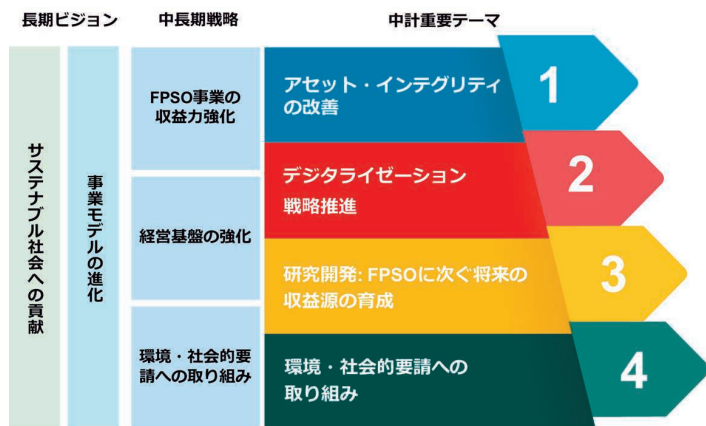 長期ビジョン
中長期戦略
中計重要テーマ
サステナブル社会への貢献
事業モデルの進化
FPSO事業の
収益力強化
経営基盤の強化
環境・社会的要
請への取り組み
アセット・インテグリティ
の改善
1
デジタライゼーション
戦略推進
2
研究開発: FPSOに次ぐ将来の
収益源の育成
3
環境・社会的要請への
取り組み
4